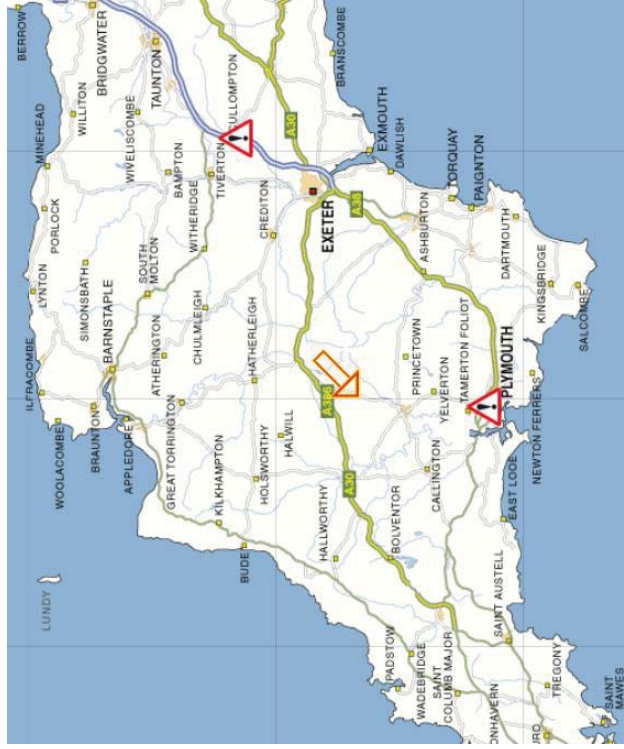 BERROW
ILFRACOMBE
LYNTON
MINEHEAD
LUNDY
WOOLACOMBE
PORLOCK
WILLITON
BRIDGWATER
BRAUNTON
SIMONSBATH
WIVELISCOMBE
BARNSTAPLE
TAUNTON
APPLEDORE
SOUTH
MOLTON
BAMPTON
ATHERINGTON
GREAT TORRINGTON
WITHERIDGE
TIVERTON
CHULMLEIGH
ULLOMPTON
KILKHAMPTON
BUDE
HATHERLEIGH
CREDITON
HOLSWORTHY
HALWILL
A30
EXETER
A386
HALLWORTHY
A30
BRANSCOMBE
A38
EXMOUTH
PADSTOW
BOLVENTOR
DAWLISH
WADEBRIDGE
PRINCETOWN
ASHBURTON
SAINT
COLUMB MAJOR
CALLINGTON
YELVERTON
TORQUAY
TAMERTON FOLIOT
PAIGNTON
ONHAVERN
SAINT AUSTELL
PLYMOUTH
DARTMOUTH
EAST LOOE
NEWTON FERRERS
KINGSBRIDGE
IRD
TREGONY
SALCOMBE
SAINT
MAWES